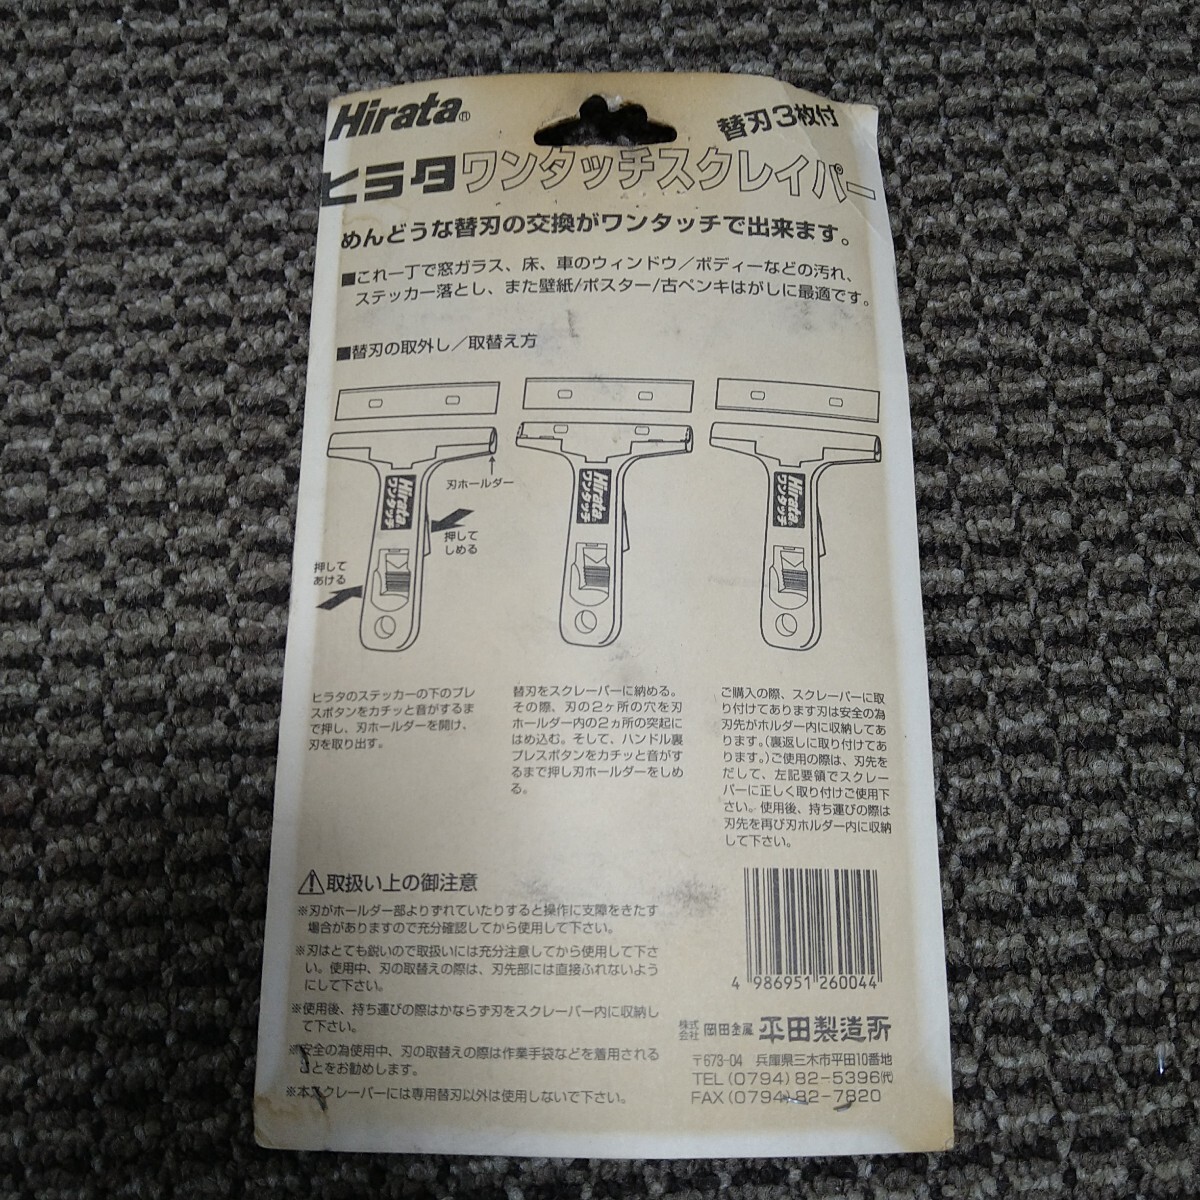 Hirata®
替刃3枚付
ヒラタワンタッチスクレイパー
めんどうな替刃の交換がワンタッチで出来ます。
■これ一丁で窓ガラス、床、車のウィンドウ／ボディーなどの汚れ、
ステッカー落とし、また壁紙/ポスター/古ペンキはがしに最適です。
■替刃の取外し／取替え方
刃ホールダー
Hirata®
ワンタッチ
押して
しめる
押して
あける
Hirata®
ワンタッチ
Hirata®
ワンタッチ
ヒラタのステッカーの下のプレ
スボタンをカチッと音がするま
で押し、刃ホールダーを開け、
刃を取り出す。
替刃をスクレーパーに納める。
その際、刃の2ヶ所の穴を刃
ホールダー内の2ヵ所の突起に
はめ込む。そして、ハンドル裏
プレスボタンをカチッと音がす
るまで押し刃ホールダーをしめ
る。
ご購入の際、スクレーパーに取
り付けてあります刃は安全の為
刃先がホルダー内に収納してあ
ります。(裏返しに取り付けてあ
ります。)ご使用の際は、刃先を
だして、左記要領でスクレー
パーに正しく取り付けご使用下
さい。使用後、持ち運びの際は
刃先を再び刃ホルダー内に収納
して下さい。
⚠取扱い上の御注意
※刃がホールダー部よりずれていたりすると操作に支障をきたす
場合がありますので充分確認してから使用して下さい。
※刃はとても鋭いので取扱いには充分注意してから使用して下さ
い。使用中、刃の取替えの際は、刃先部には直接ふれないよう
にして下さい。
※使用後、持ち運びの際はかならず刃をスクレーパー内に収納し
て下さい。
※安全の為使用中、刃の取替えの際は作業手袋などを着用される
ことをお勧めします。
※本スクレーパーには専用替刃以外は使用しないで下さい。
4 986951 260044
株式会社 岡田金属 平田製造所
〒673-04 兵庫県三木市平田10番地
TEL (0794) 82-5396㈹
FAX (0794) 82-7820